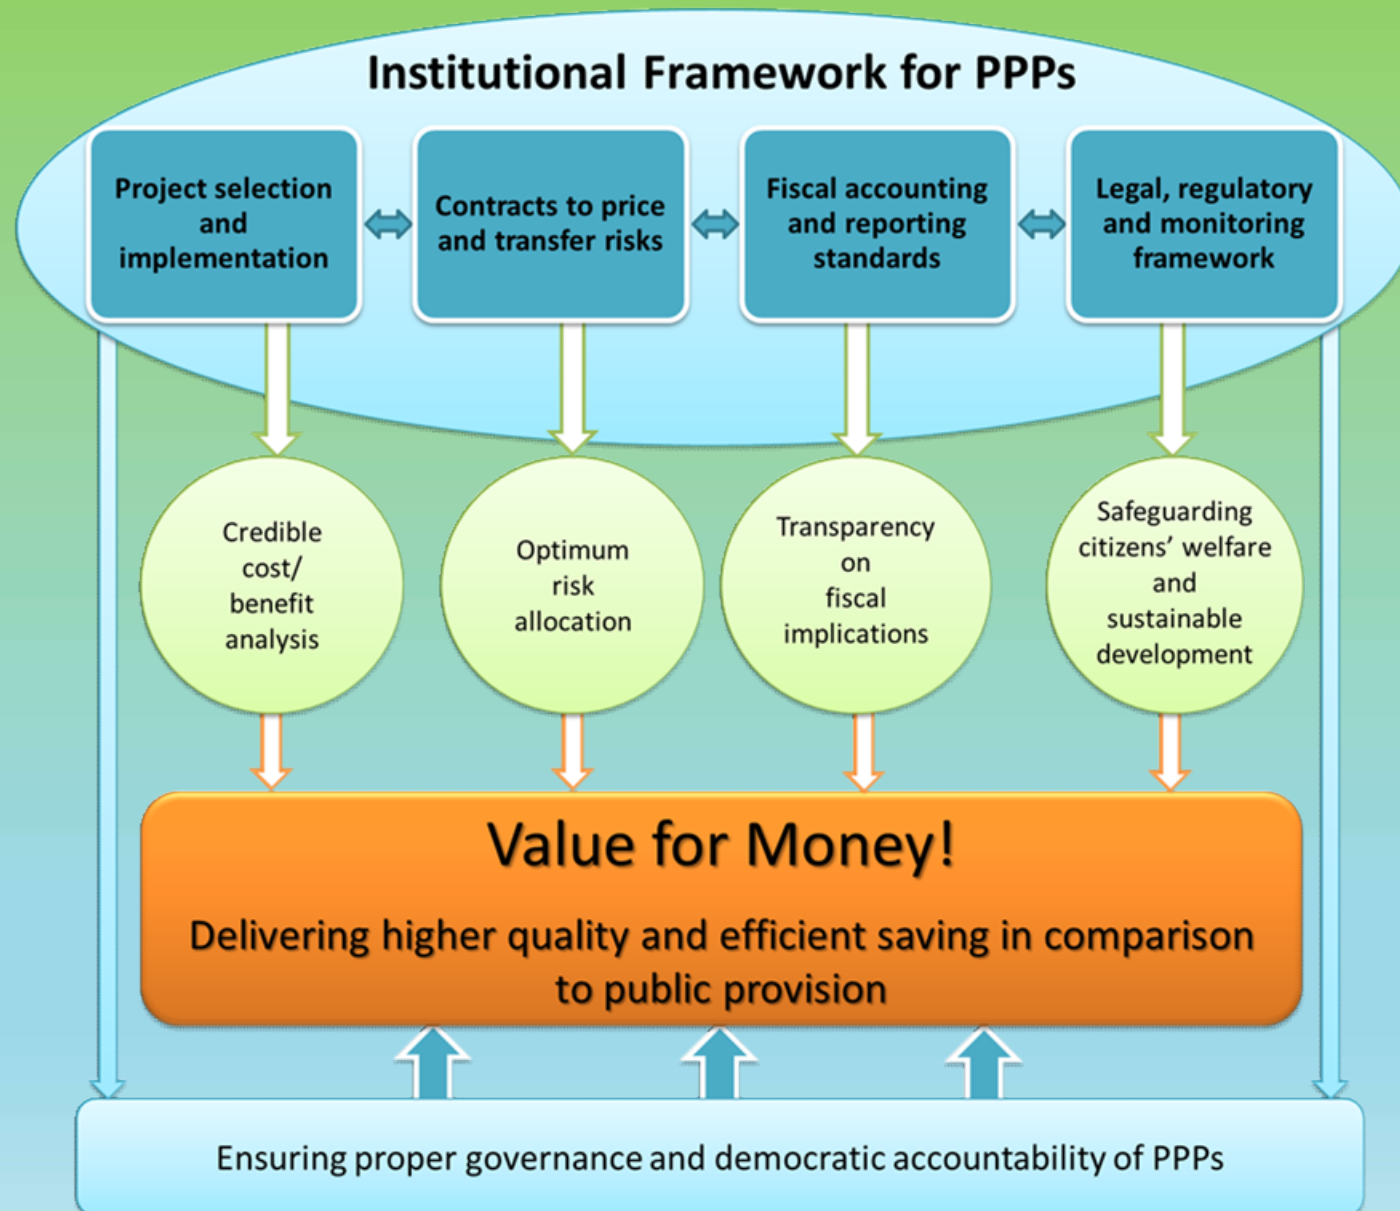 Institutional Framework for PPPs
Project selection
and
implementation
Contracts to price
and transfer risks
Fiscal accounting
and reporting
standards
Legal, regulatory
and monitoring
framework
Credible
cost/
benefit
analysis
Optimum
risk
allocation
Transparency
on
fiscal
implications
Safeguarding
citizens’ welfare
and
sustainable
development
Value for Money!
Delivering higher quality and efficient saving in comparison
to public provision
Ensuring proper governance and democratic accountability of PPPs